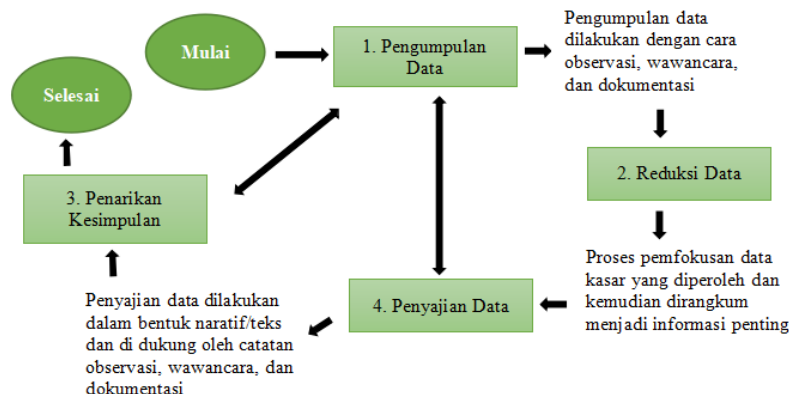 Mulai
1. Pengumpulan
Data
Pengumpulan data
dilakukan dengan cara
observasi, wawancara,
dan dokumentasi
Selesai
2. Reduksi Data
3. Penarikan
Kesimpulan
Proses pemfokusan data
kasar yang diperoleh dan
kemudian dirangkum
menjadi informasi penting
4. Penyajian Data
Penyajian data dilakukan
dalam bentuk naratif/teks
dan di dukung oleh catatan
observasi, wawancara, dan
dokumentasi